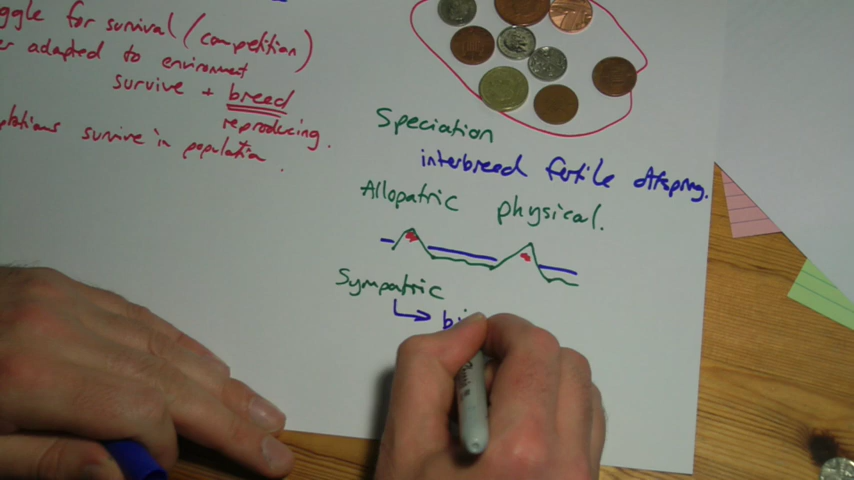 for survival (competition)
adapted to environment
survive + breed
reproducing.
survive in population.
Speciation
interbreed fertile offspring.
Allopatric physical.
Sympatric